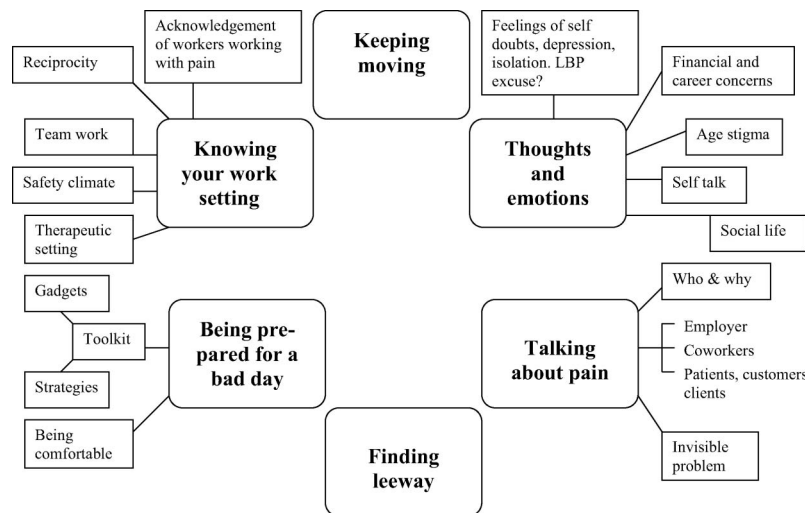 Acknowledgement
of workers working
with pain
Reciprocity
Team work
Safety climate
Therapeutic
setting
Knowing
your work
setting
Keeping
moving
Feelings of self
doubts, depression,
isolation. LBP
excuse?
Financial and
career concerns
Age stigma
Self talk
Social life
Thoughts
and
emotions
Gadgets
Toolkit
Strategies
Being
comfortable
Being pre-
pared for a
bad day
Finding
leeway
Talking
about pain
Who & why
Employer
Coworkers
Patients, customers
clients
Invisible
problem